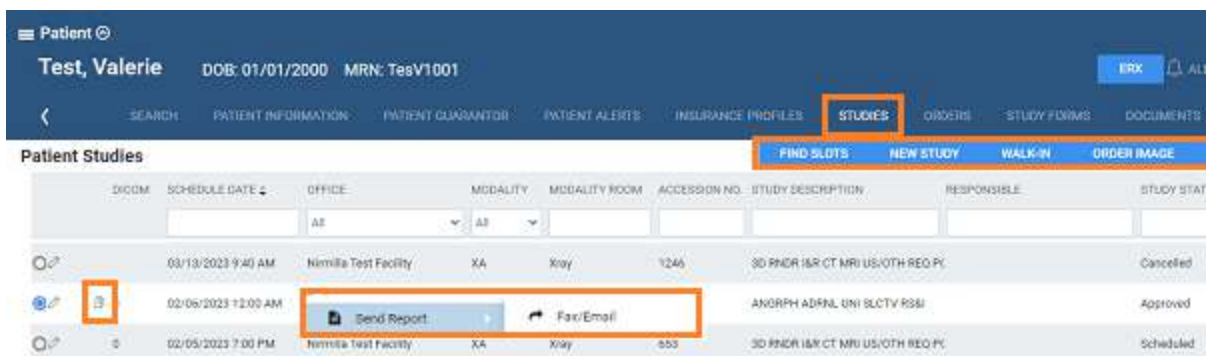 Patient
Test, Valerie DOB: 01/01/2000 MRN: TesV1001 ERX
SEARCH PATIENT INFORMATION PATIENT GUARANTOR PATIENT ALERTS INSURANCE PROFILES STUDIES ORDERS STUDY FORMS DOCUMENTS
Patient Studies FIND SLOTS NEW STUDY WALK-IN ORDER IMAGE
DICOM SCHEDULE DATE OFFICE MODALITY MODALITY ROOM ACCESSION NO. STUDY DESCRIPTION RESPONSIBLE STUDY STAT
All All
03/13/2023 9:40 AM Nirmilla Test Facility XA Xray 1246 3D RNDR I&R CT MRI US/OTH REQ PC Cancelled
02/06/2023 12:00 AM ANGRPH ADRNL UNI SLCTV RS&I Approved
Send Report Fax/Email
0 02/05/2023 7:00 PM Nirmilla Test Facility XA Xray 653 3D RNDR I&R CT MRI US/OTH REQ PC Scheduled